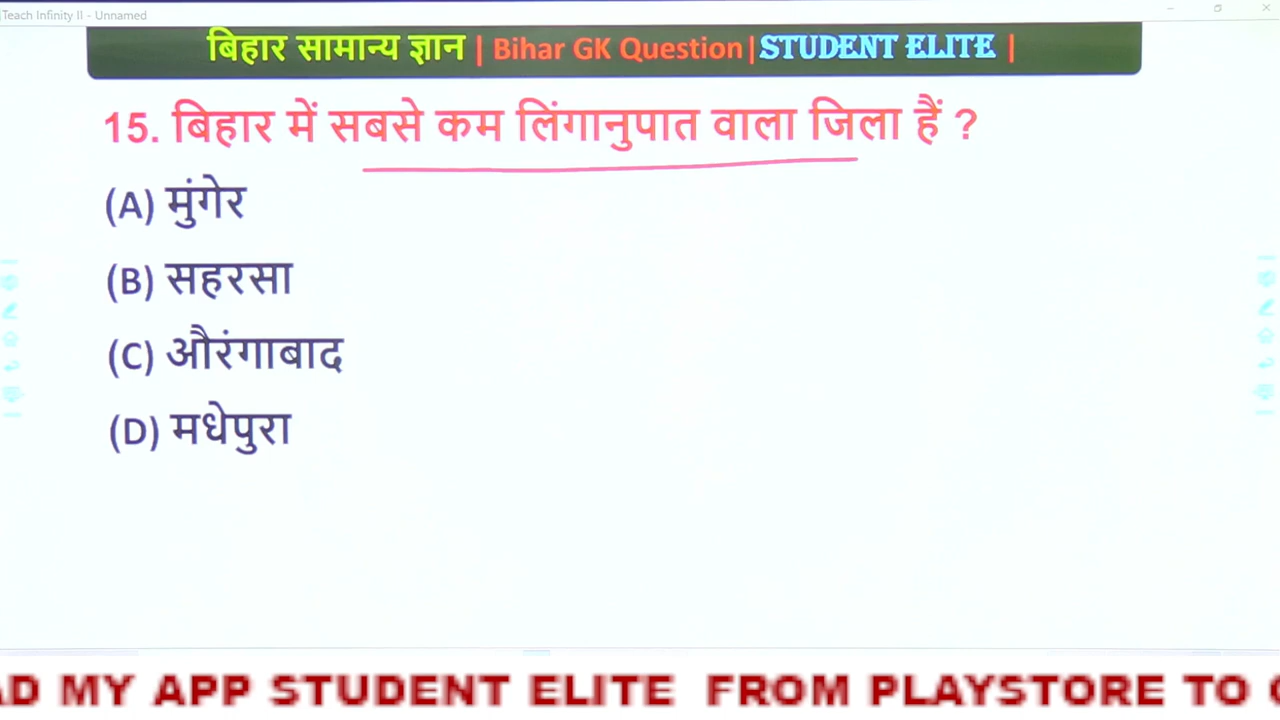 Teach Infinity II - Unnamed
बिहार सामान्य ज्ञान | Bihar GK Question| STUDENT ELITE |
15. बिहार में सबसे कम लिंगानुपात वाला जिला हैं ?
(A) मुंगेर
(B) सहरसा
(C) औरंगाबाद
(D) मधेपुरा
AD MY APP STUDENT ELITE FROM PLAYSTORE TO